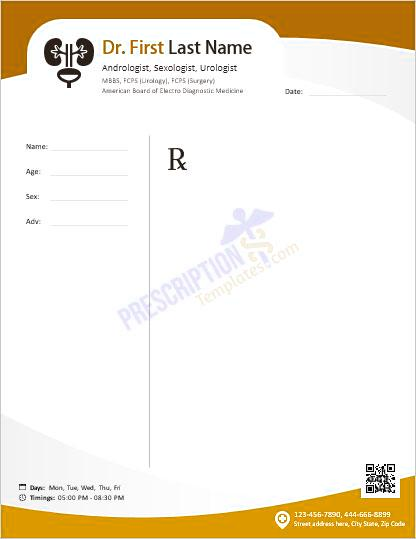 Dr. First Last Name
Andrologist, Sexologist, Urologist
MBBS, FCPS (Urology), FCPS (Surgery)
American Board of Electro Diagnostic Medicine
Date:
Name:
Age:
Sex:
Adv:
℞
PRESCRIPTION
Templates.com
Days: Mon, Tue, Wed, Thu, Fri
Timings: 05:00 PM - 08:30 PM
123-456-7890, 444-666-8899
Street address here, City State, Zip Code